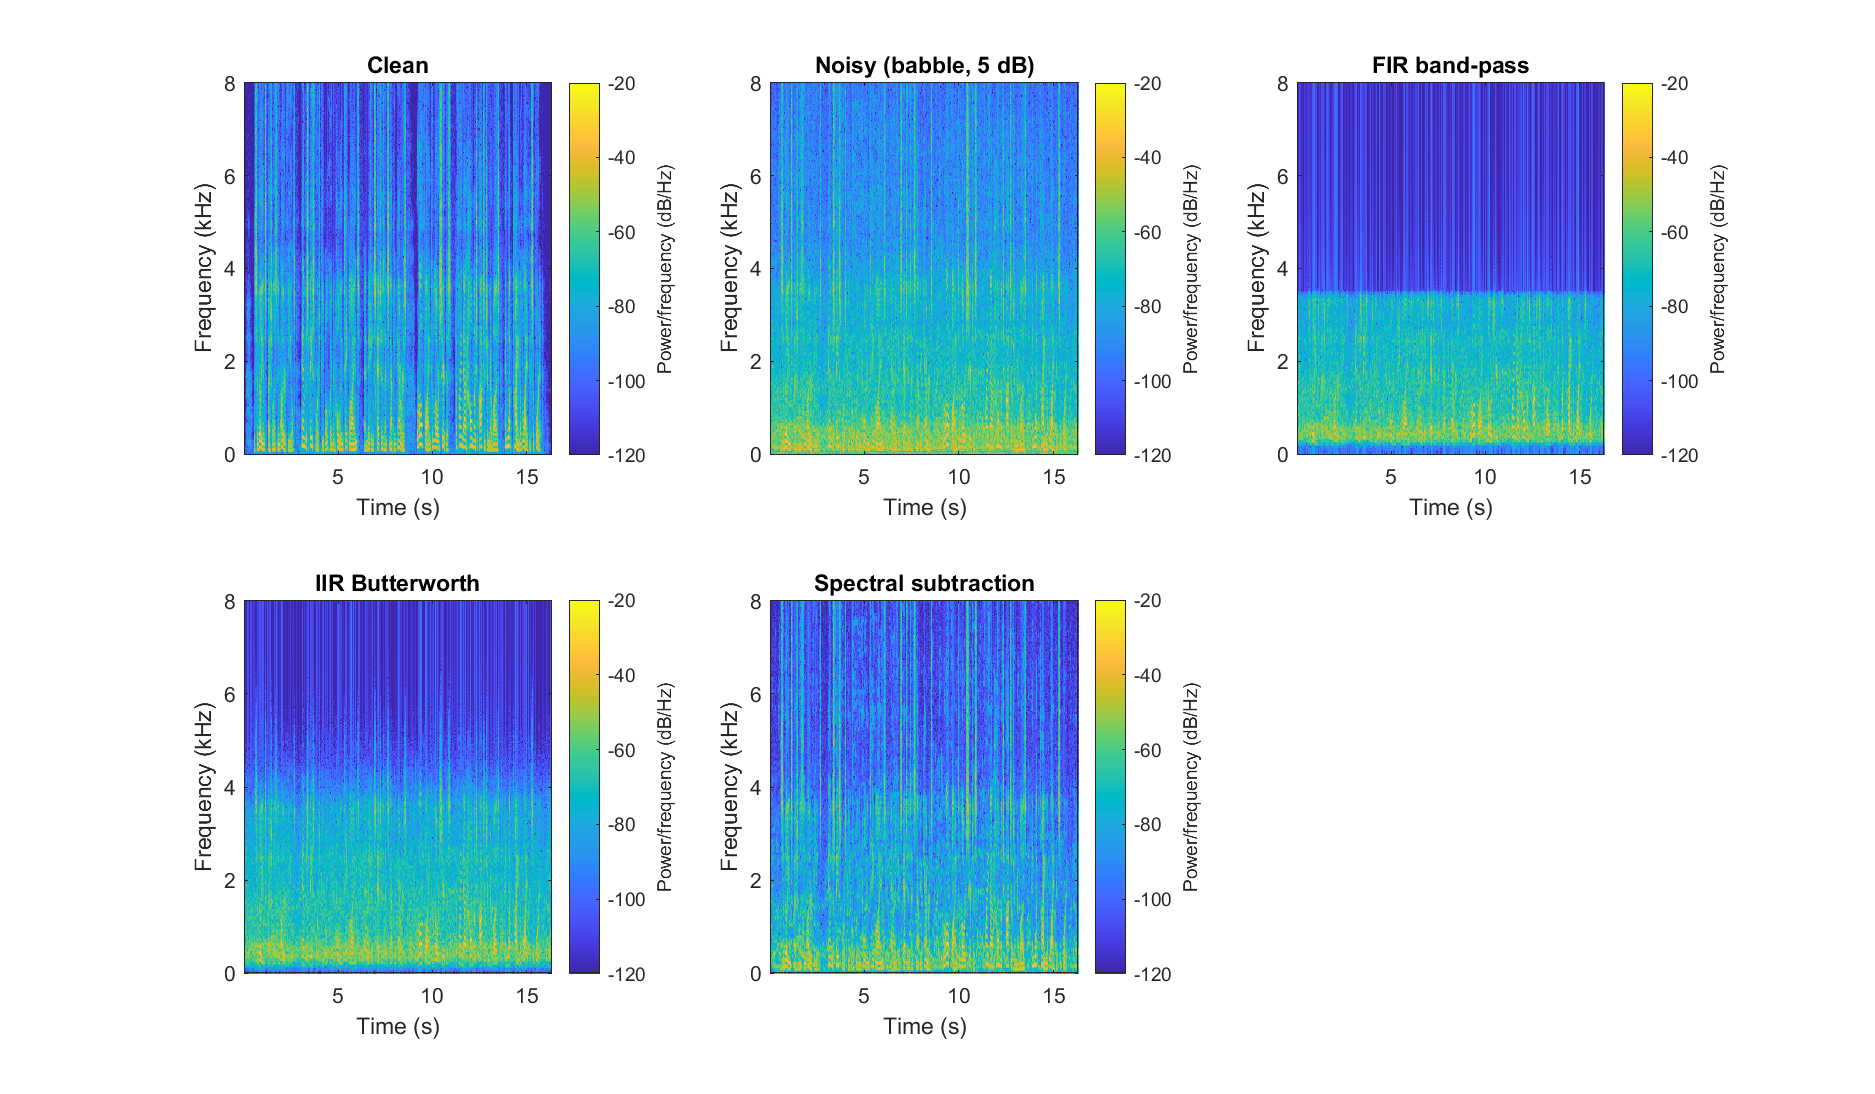 Clean
8
6
4
2
0
Frequency (kHz)
5 10 15
Time (s)
-20
-40
-60
-80
-100
-120
Power/frequency (dB/Hz)
Noisy (babble, 5 dB)
8
6
4
2
0
Frequency (kHz)
5 10 15
Time (s)
-20
-40
-60
-80
-100
-120
Power/frequency (dB/Hz)
FIR band-pass
8
6
4
2
0
Frequency (kHz)
5 10 15
Time (s)
-20
-40
-60
-80
-100
-120
Power/frequency (dB/Hz)
IIR Butterworth
8
6
4
2
0
Frequency (kHz)
5 10 15
Time (s)
-20
-40
-60
-80
-100
-120
Power/frequency (dB/Hz)
Spectral subtraction
8
6
4
2
0
Frequency (kHz)
5 10 15
Time (s)
-20
-40
-60
-80
-100
-120
Power/frequency (dB/Hz)